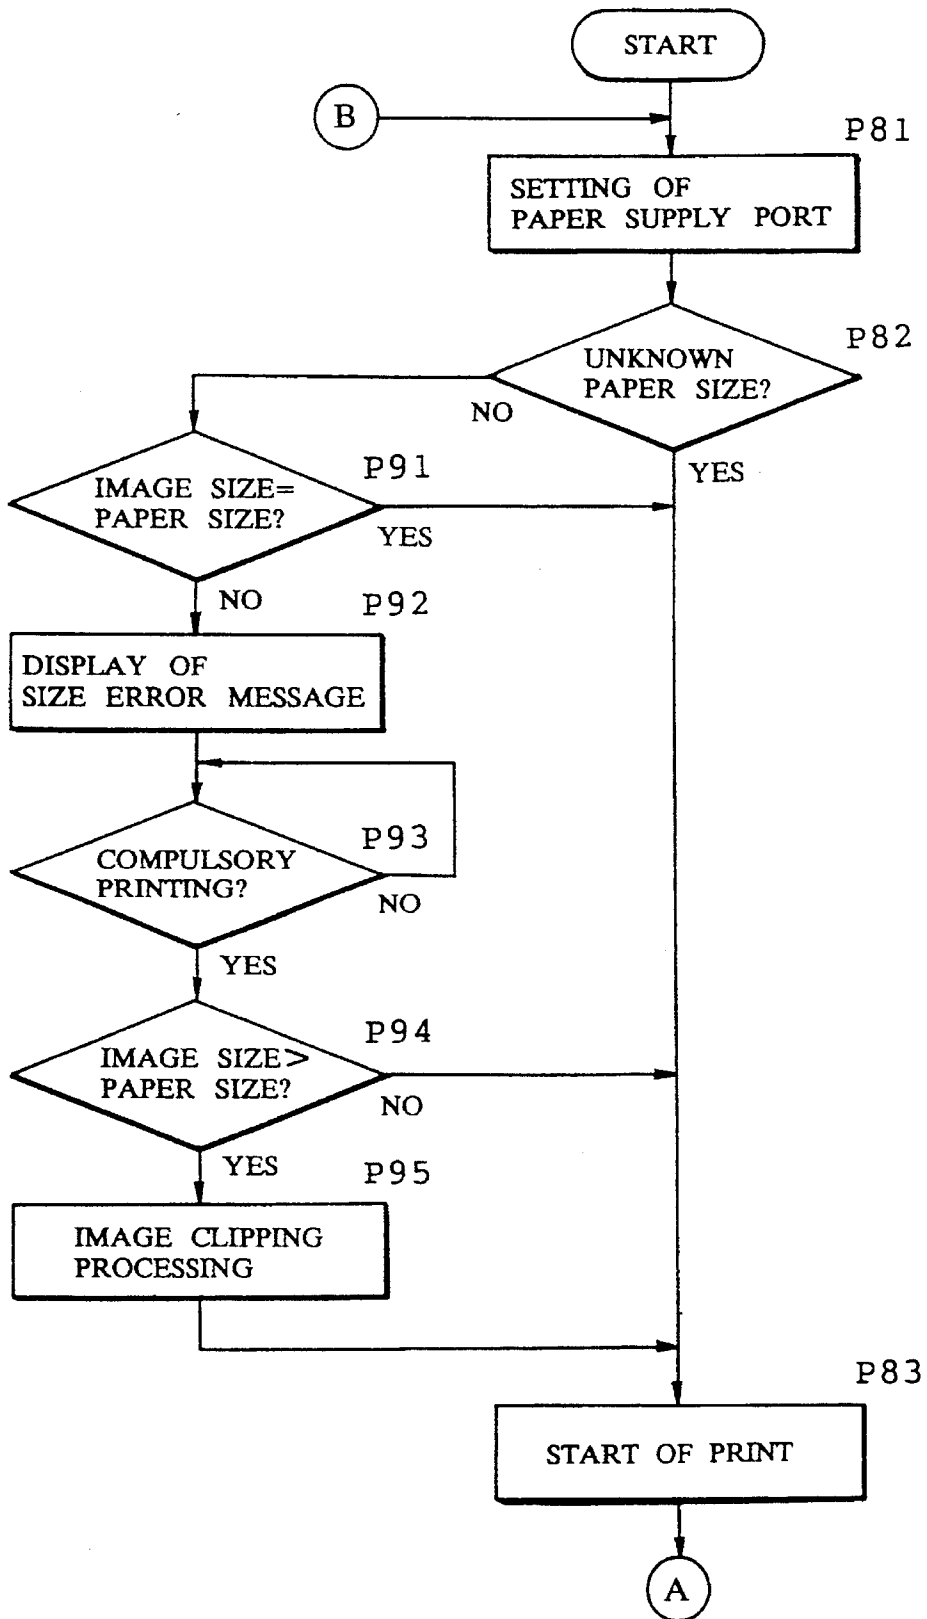 START
B
P81
SETTING OF
PAPER SUPPLY PORT
P82
UNKNOWN
PAPER SIZE?
NO
YES
P91
IMAGE SIZE=
PAPER SIZE?
YES
NO
P92
DISPLAY OF
SIZE ERROR MESSAGE
P93
COMPULSORY
PRINTING?
NO
YES
P94
IMAGE SIZE>
PAPER SIZE?
NO
YES
P95
IMAGE CLIPPING
PROCESSING
P83
START OF PRINT
A